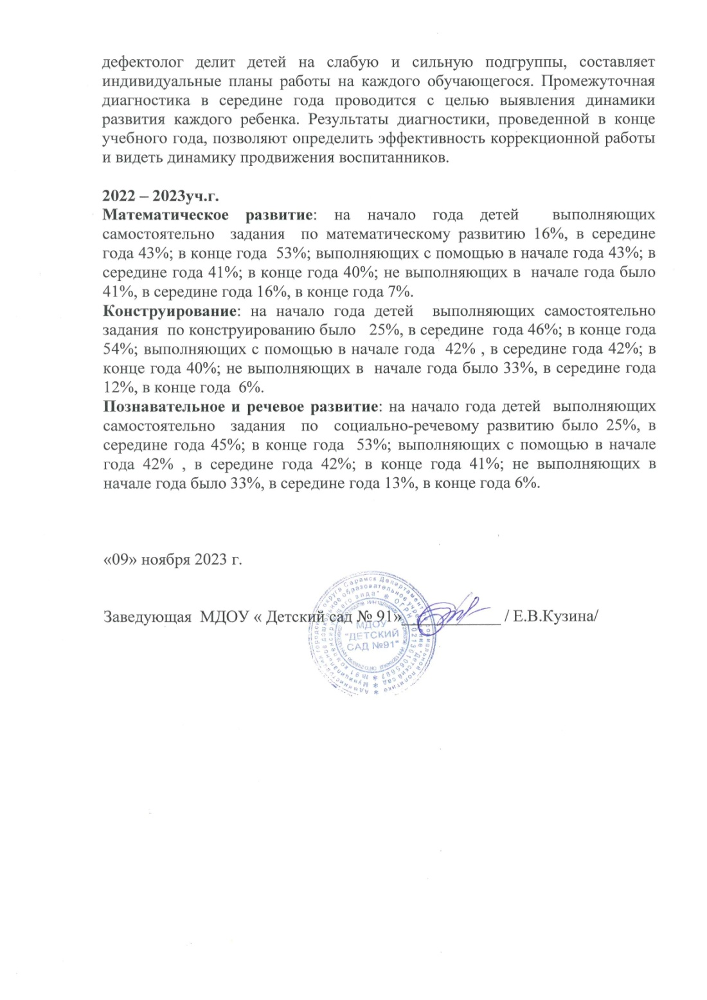 дефектолог делит детей на слабую и сильную подгруппы, составляет
индивидуальные планы работы на каждого обучающегося. Промежуточная
диагностика в середине года проводится с целью выявления динамики
развития каждого ребенка. Результаты диагностики, проведенной в конце
учебного года, позволяют определить эффективность коррекционной работы
и видеть динамику продвижения воспитанников.
2022 – 2023уч.г.
Математическое развитие: на начало года детей выполняющих
самостоятельно задания по математическому развитию 16%, в середине
года 43%; в конце года 53%; выполняющих с помощью в начале года 43%; в
середине года 41%; в конце года 40%; не выполняющих в начале года было
41%, в середине года 16%, в конце года 7%.
Конструирование: на начало года детей выполняющих самостоятельно
задания по конструированию было 25%, в середине года 46%; в конце года
54%; выполняющих с помощью в начале года 42% , в середине года 42%; в
конце года 40%; не выполняющих в начале года было 33%, в середине года
12%, в конце года 6%.
Познавательное и речевое развитие: на начало года детей выполняющих
самостоятельно задания по социально-речевому развитию было 25%, в
середине года 45%; в конце года 53%; выполняющих с помощью в начале
года 42% , в середине года 42%; в конце года 41%; не выполняющих в
начале года было 33%, в середине года 13%, в конце года 6%.
«09» ноября 2023 г.
Заведующая МДОУ « Детский сад № 91» ____________ / Е.В.Кузина/
МДОУ
"ДЕТСКИЙ
САД №91"